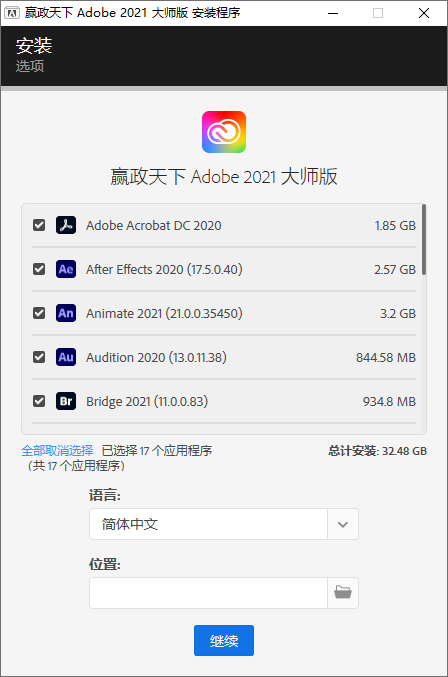 赢政天下 Adobe 2021 大师版 安装程序
安装
选项
赢政天下 Adobe 2021 大师版
Adobe Acrobat DC 2020 1.85 GB
Ae After Effects 2020 (17.5.0.40) 2.57 GB
An Animate 2021 (21.0.0.35450) 3.2 GB
Au Audition 2020 (13.0.11.38) 844.58 MB
Br Bridge 2021 (11.0.0.83) 934.8 MB
全部取消选择 已选择 17 个应用程序 总计安装: 32.48 GB
（共 17 个应用程序）
语言:
简体中文
位置:
继续